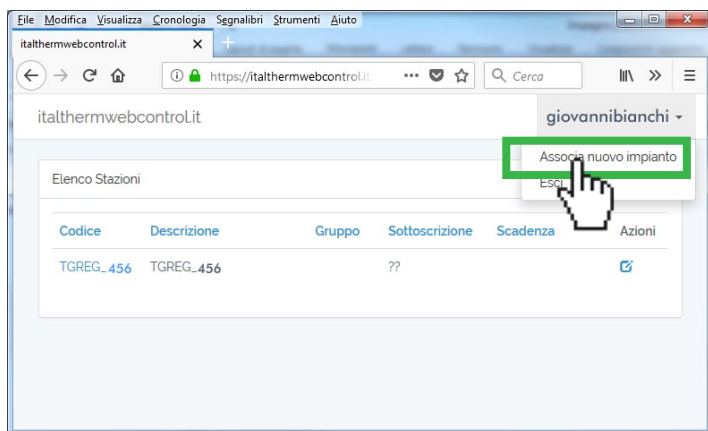 File Modifica Visualizza Cronologia Segnalibri Strumenti Aiuto
italthermwebcontrol.it
https://italthermwebcontrol.it
Cerca
italthermwebcontrol.it giovannibianchi
Associa nuovo impianto
Elenco Stazioni
Esci
Codice Descrizione Gruppo Sottoscrizione Scadenza Azioni
TGREG_456 TGREG_456 ??